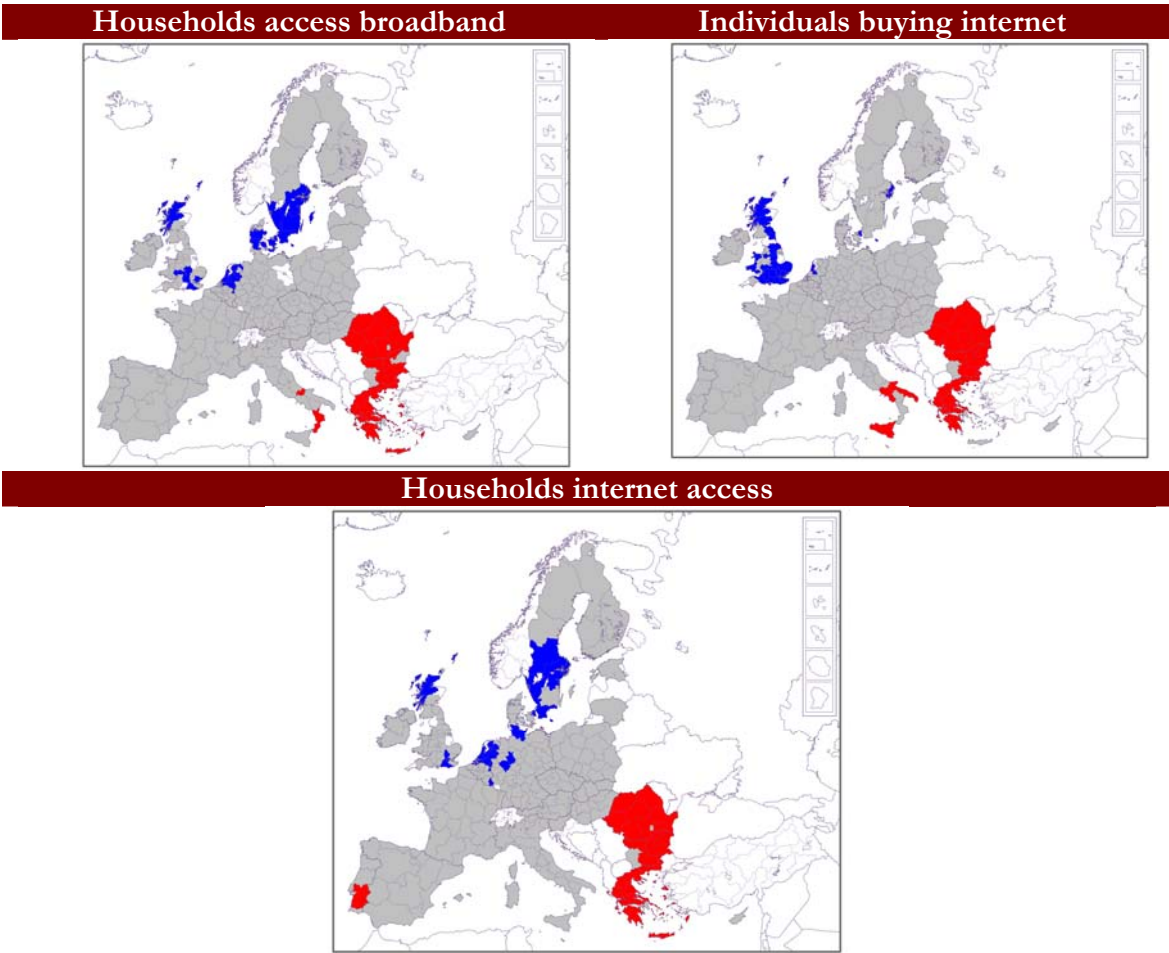 Households access broadband
Individuals buying internet
Households internet access